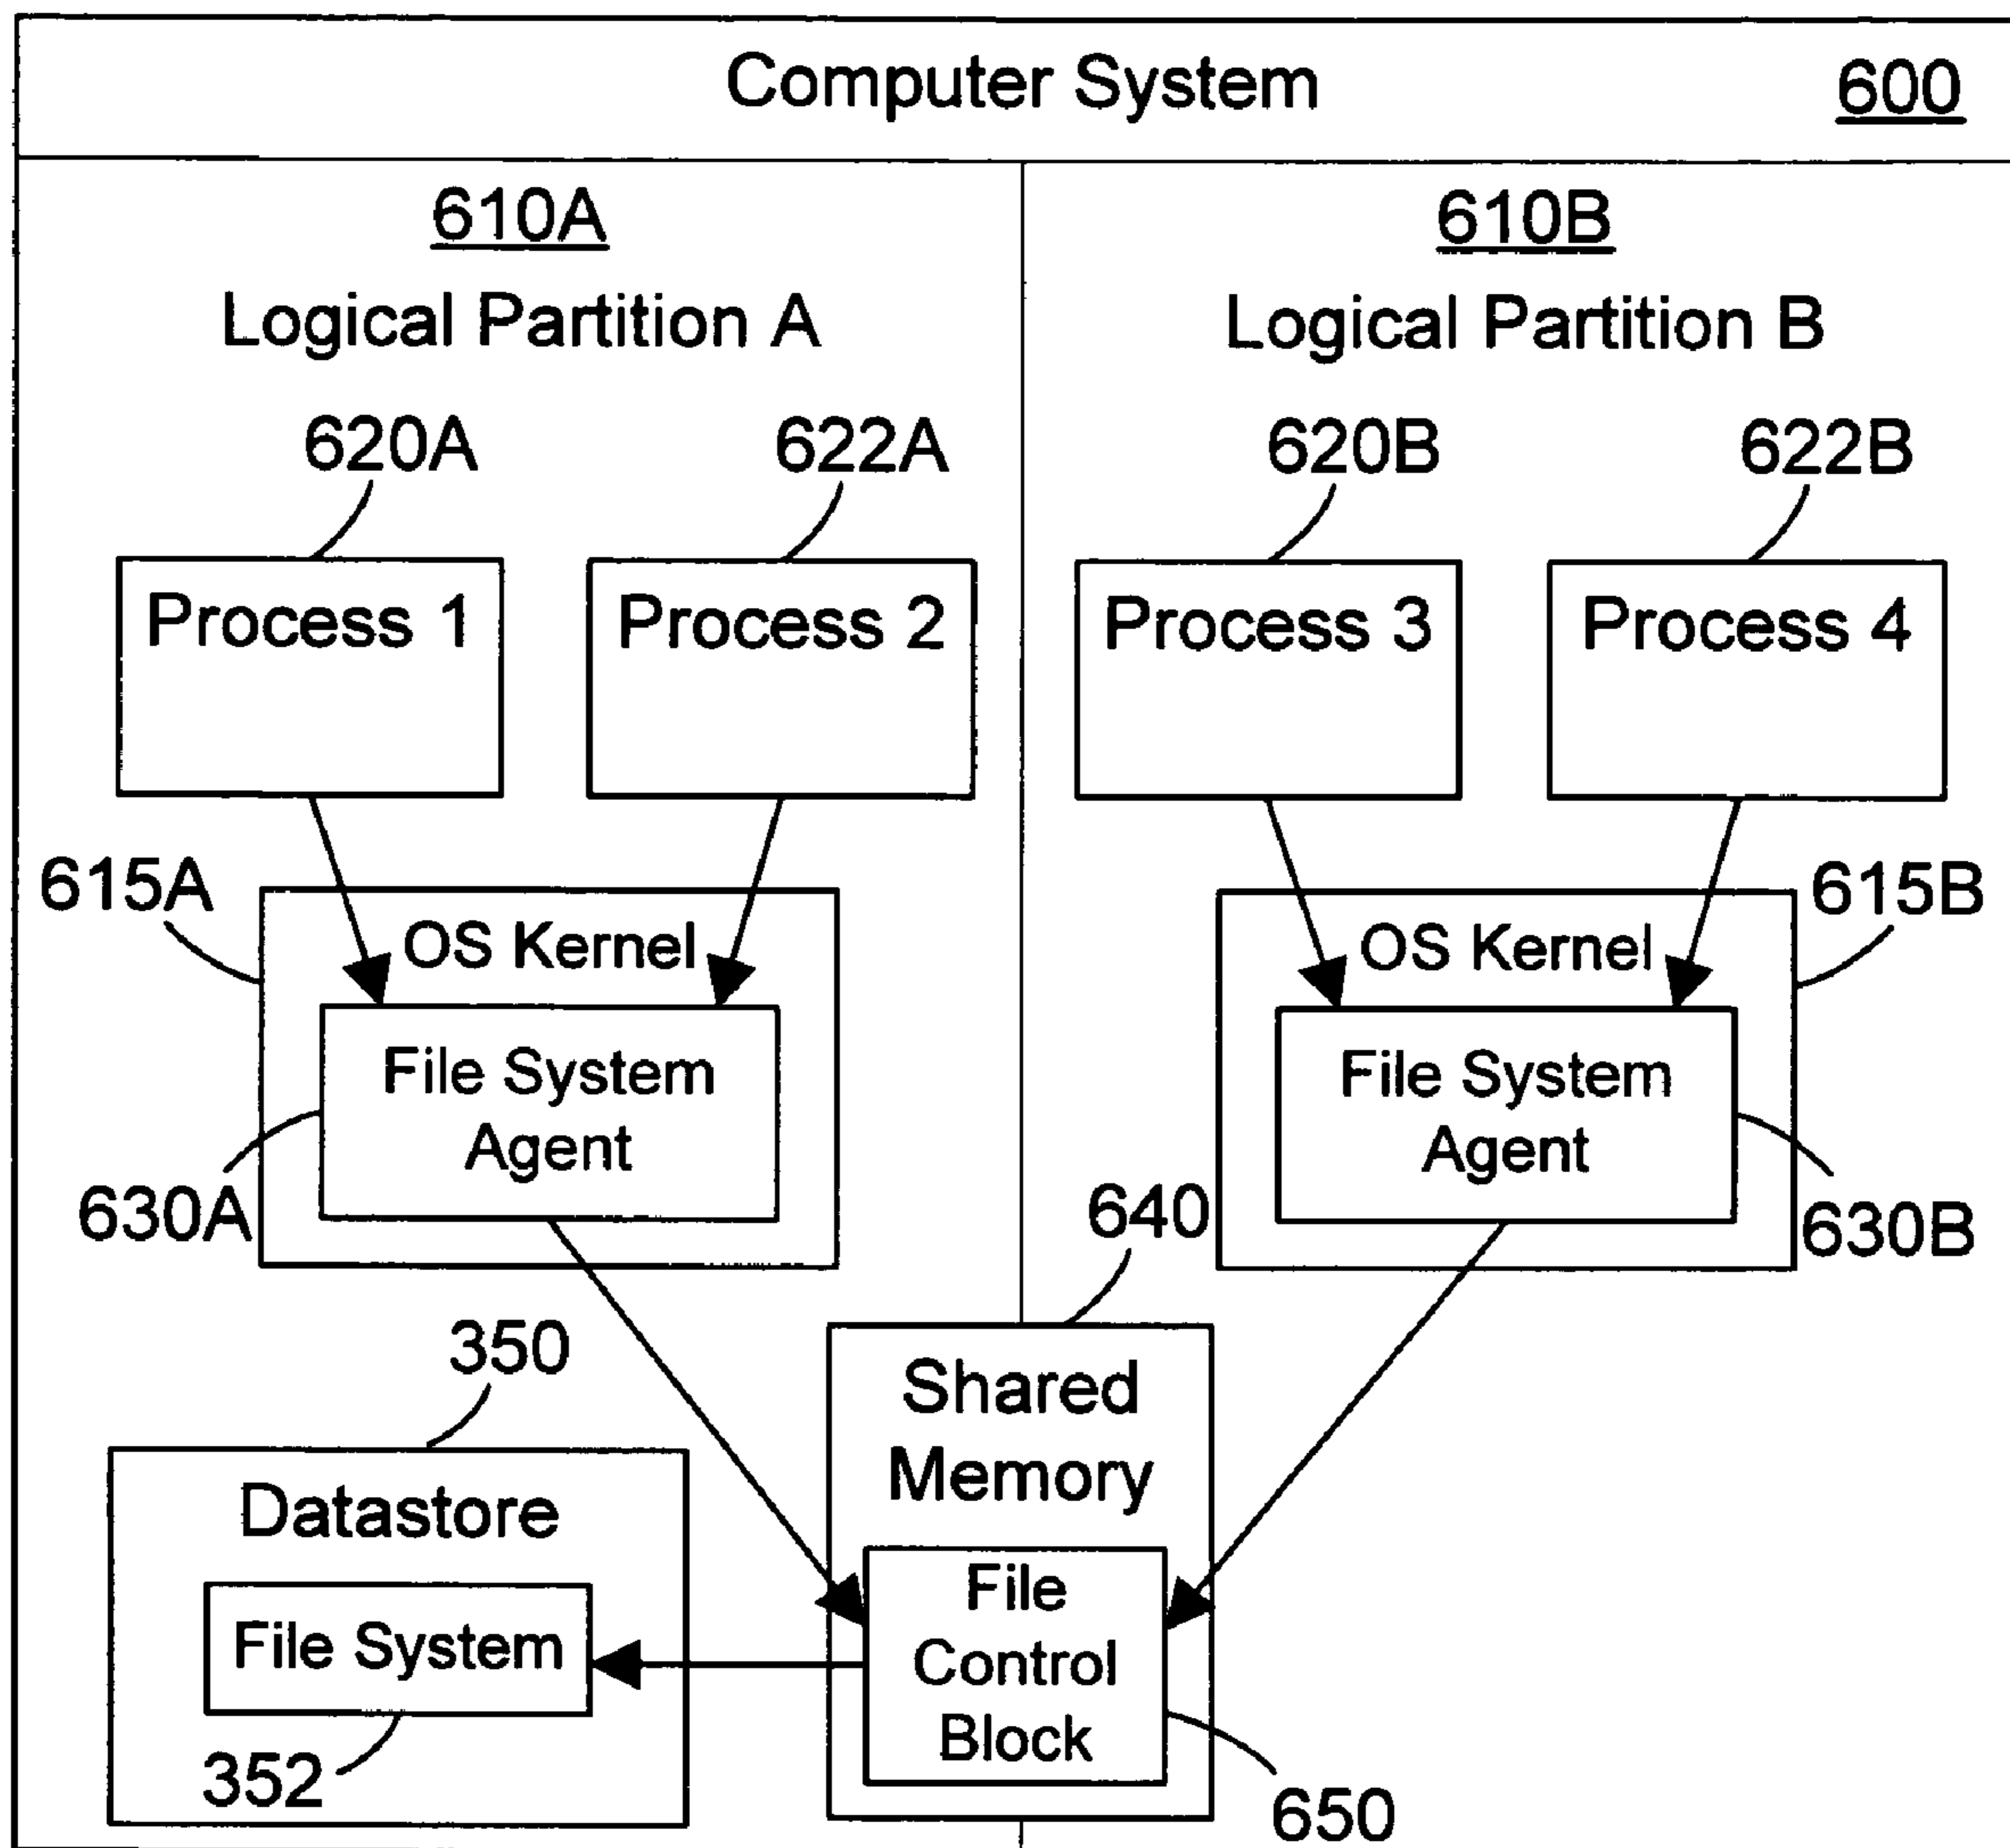 Computer System
600
610A
610B
Logical Partition A
Logical Partition B
620A
622A
620B
622B
Process 1
Process 2
Process 3
Process 4
615A
OS Kernel
OS Kernel
615B
File System
Agent
File System
Agent
630A
640
630B
350
Shared
Memory
Datastore
File
Control
Block
File System
352
650